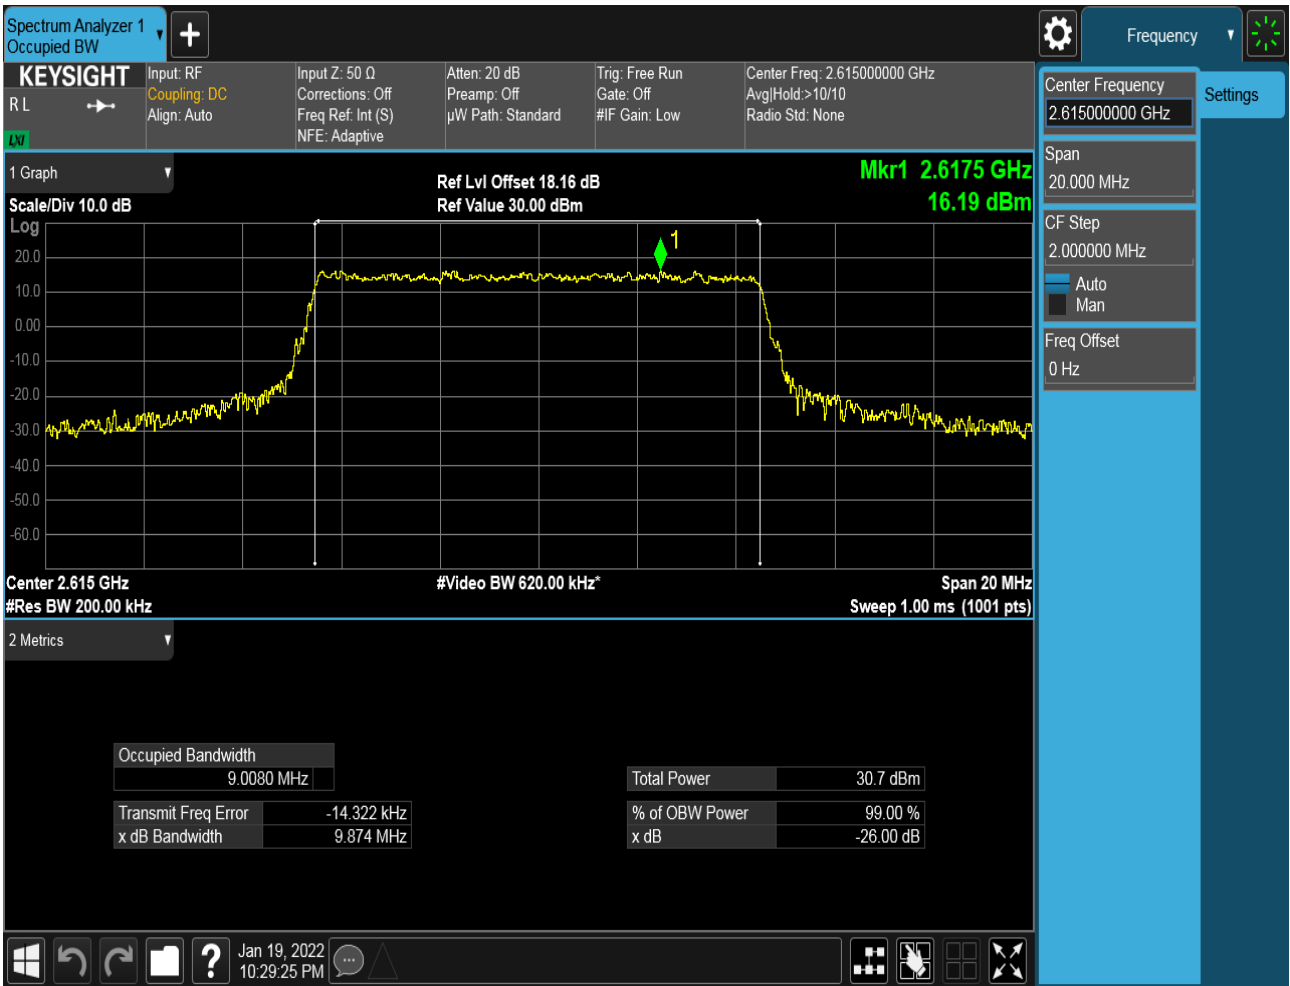 Spectrum Analyzer 1
Occupied BW
+
Frequency
KEYSIGHT
R L
LXI
Input: RF
Coupling: DC
Align: Auto
Input Z: 50 Ω
Corrections: Off
Freq Ref: Int (S)
NFE: Adaptive
Atten: 20 dB
Preamp: Off
µW Path: Standard
Trig: Free Run
Gate: Off
#IF Gain: Low
Center Freq: 2.615000000 GHz
Avg|Hold:>10/10
Radio Std: None
Center Frequency
2.615000000 GHz
Settings
Span
20.000 MHz
CF Step
2.000000 MHz
Auto
Man
Freq Offset
0 Hz
1 Graph
Ref Lvl Offset 18.16 dB
Mkr1 2.6175 GHz
Scale/Div 10.0 dB
Ref Value 30.00 dBm
16.19 dBm
Log
1
20.0
10.0
0.00
-10.0
-20.0
-30.0
-40.0
-50.0
-60.0
Center 2.615 GHz
#Video BW 620.00 kHz*
Span 20 MHz
#Res BW 200.00 kHz
Sweep 1.00 ms (1001 pts)
2 Metrics
Occupied Bandwidth
9.0080 MHz
Total Power 30.7 dBm
Transmit Freq Error -14.322 kHz
% of OBW Power 99.00 %
x dB Bandwidth 9.874 MHz
x dB -26.00 dB
?
Jan 19, 2022
10:29:25 PM